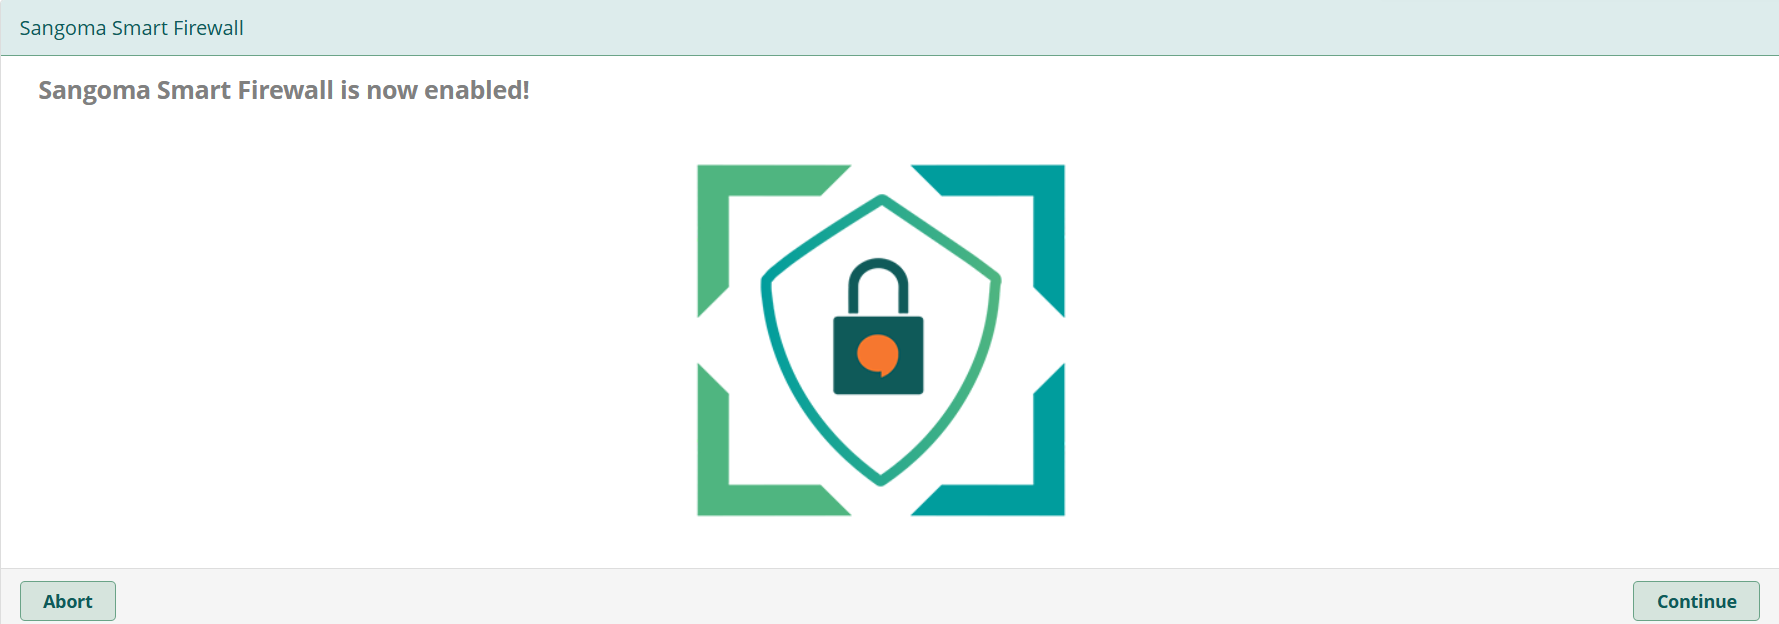 Sangoma Smart Firewall
Sangoma Smart Firewall is now enabled!
Abort
Continue